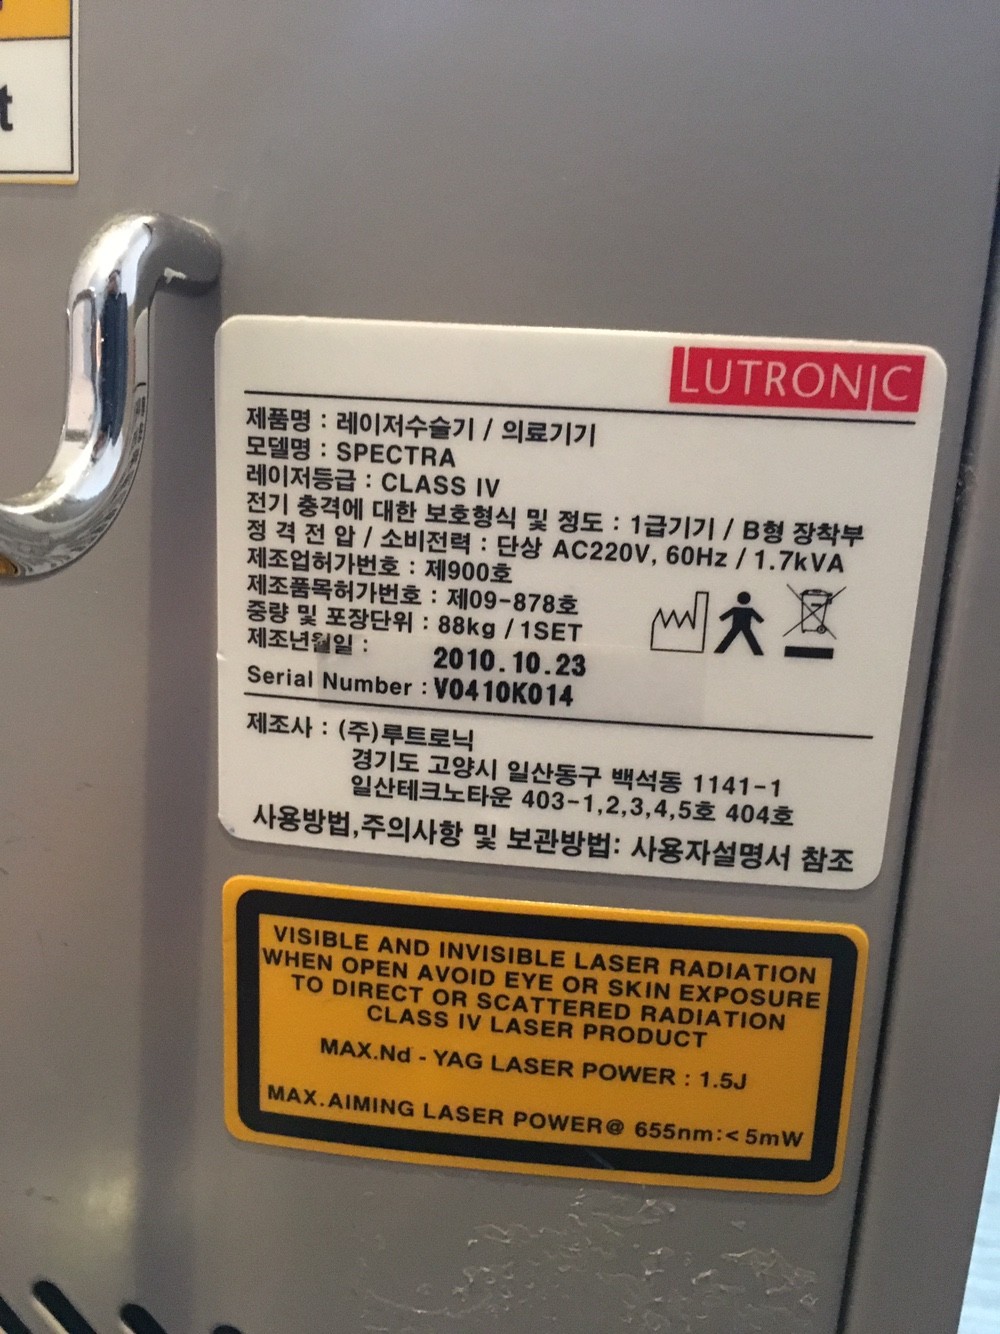 t
LUTRONIC
제품명 : 레이저수술기 / 의료기기
모델명 : SPECTRA
레이저등급 : CLASS IV
전기 충격에 대한 보호형식 및 정도 : 1급기기 / B형 장착부
정 격 전 압 / 소비전력 : 단상 AC220V, 60Hz / 1.7kVA
제조업허가번호 : 제900호
제조품목허가번호 : 제09-878호
중량 및 포장단위 : 88kg / 1SET
제조년월일 : 2010.10.23
Serial Number : V0410K014
제조사 : (주)루트로닉
경기도 고양시 일산동구 백석동 1141-1
일산테크노타운 403-1,2,3,4,5호 404호
사용방법,주의사항 및 보관방법: 사용자설명서 참조
VISIBLE AND INVISIBLE LASER RADIATION
WHEN OPEN AVOID EYE OR SKIN EXPOSURE
TO DIRECT OR SCATTERED RADIATION
CLASS IV LASER PRODUCT
MAX.Nd - YAG LASER POWER : 1.5J
MAX.AIMING LASER POWER@ 655nm:< 5mW